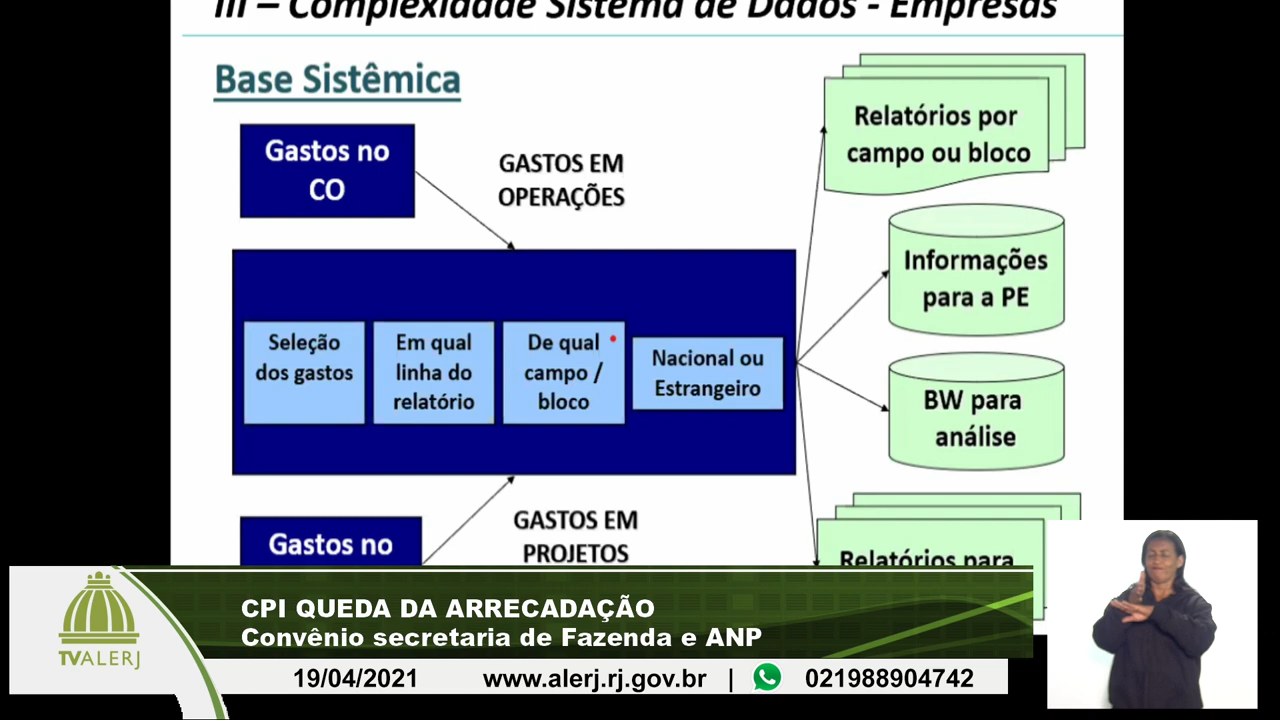 III – Complexidade Sistema de Dados - Empresas
Base Sistêmica
Gastos no
CO
GASTOS EM
OPERAÇÕES
Seleção
dos gastos
Em qual
linha do
relatório
De qual
campo /
bloco
Nacional ou
Estrangeiro
Relatórios por
campo ou bloco
Informações
para a PE
BW para
análise
Gastos no
GASTOS EM
PROJETOS
Relatórios para
CPI QUEDA DA ARRECADAÇÃO
Convênio secretaria de Fazenda e ANP
TVALERJ
19/04/2021 www.alerj.rj.gov.br | 021988904742